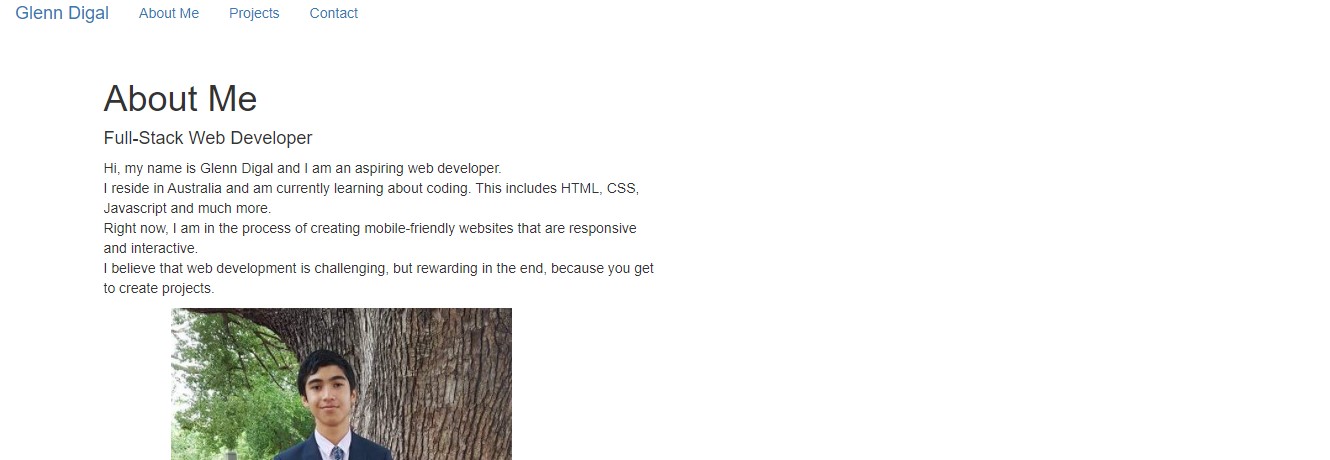 Glenn Digal About Me Projects Contact
About Me
Full-Stack Web Developer
Hi, my name is Glenn Digal and I am an aspiring web developer.
I reside in Australia and am currently learning about coding. This includes HTML, CSS,
Javascript and much more.
Right now, I am in the process of creating mobile-friendly websites that are responsive
and interactive.
I believe that web development is challenging, but rewarding in the end, because you get
to create projects.